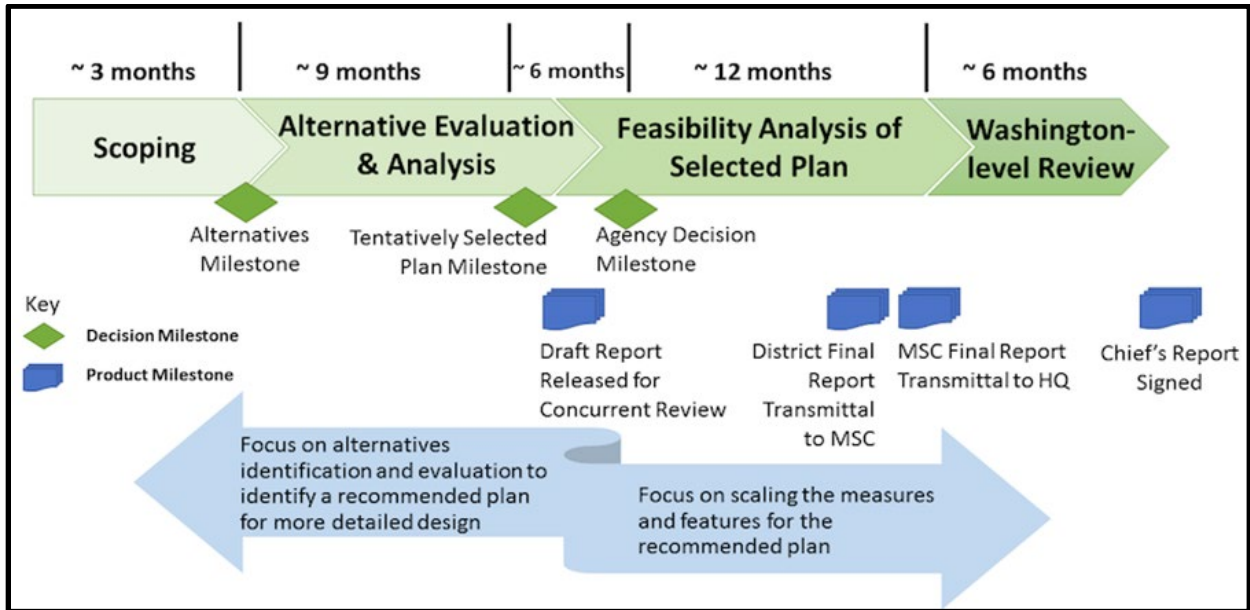 ~ 3 months
~ 9 months
~ 6 months
~ 12 months
~ 6 months
Scoping
Alternative Evaluation
& Analysis
Feasibility Analysis of
Selected Plan
Washington-
level Review
Alternatives
Milestone
Tentatively Selected
Plan Milestone
Agency Decision
Milestone
Key
Decision Milestone
Product Milestone
Draft Report
Released for
Concurrent Review
District Final
Report
Transmittal
to MSC
MSC Final Report
Transmittal to HQ
Chief's Report
Signed
Focus on alternatives
identification and evaluation to
identify a recommended plan
for more detailed design
Focus on scaling the measures
and features for the
recommended plan